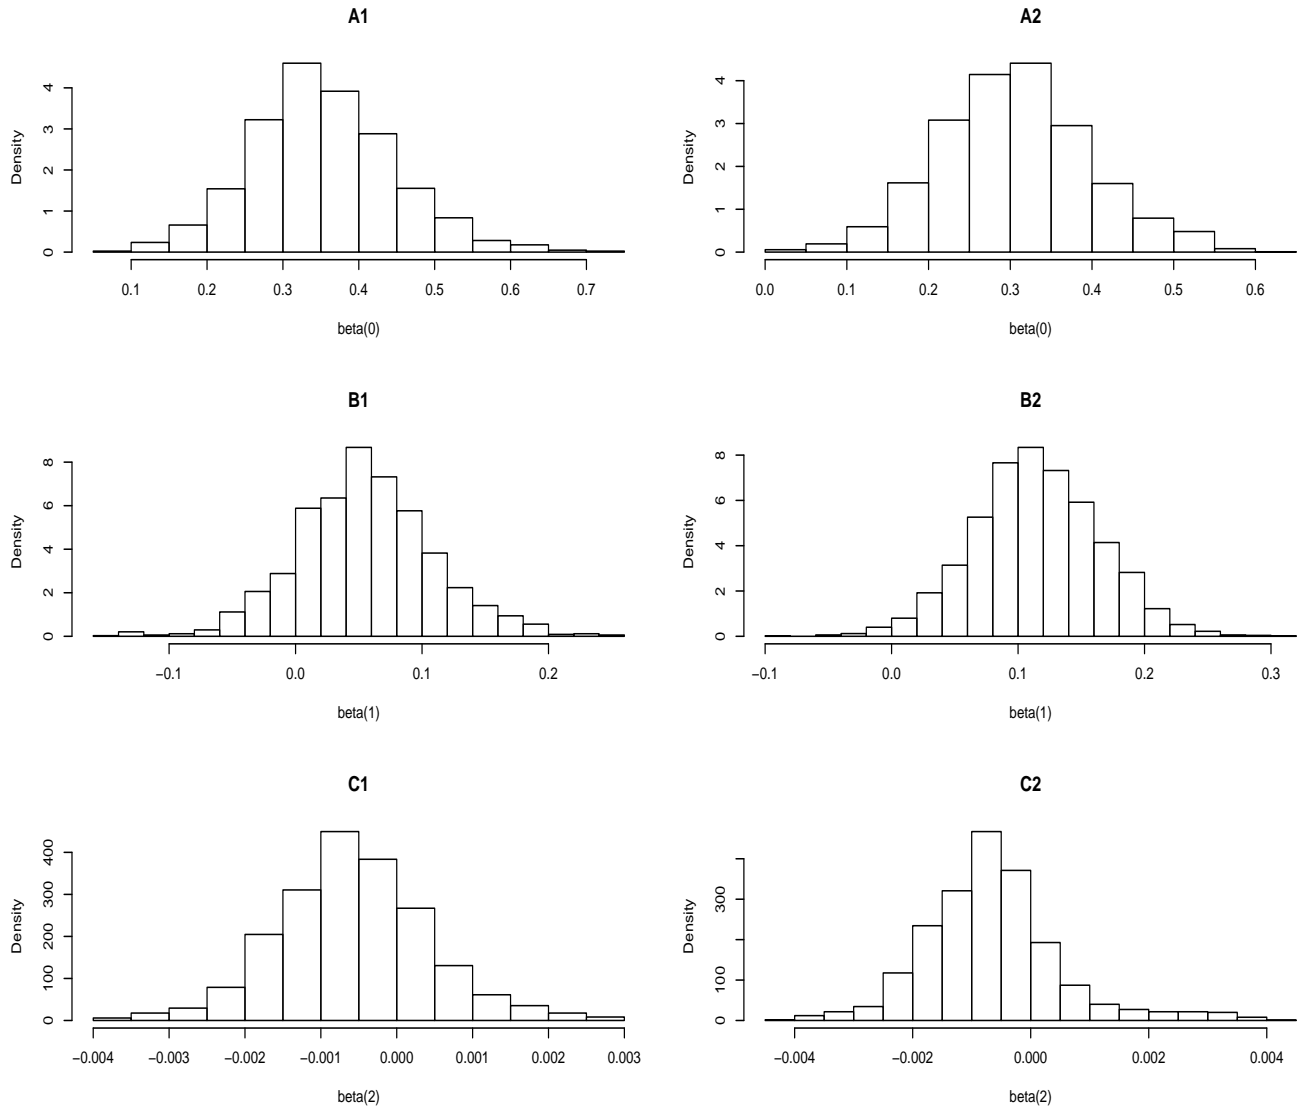 A1
Density
0 1 2 3 4
0.1 0.2 0.3 0.4 0.5 0.6 0.7
beta(0)
A2
Density
0 1 2 3 4
0.0 0.1 0.2 0.3 0.4 0.5 0.6
beta(0)
B1
Density
0 2 4 6 8
−0.1 0.0 0.1 0.2
beta(1)
B2
Density
0 2 4 6 8
−0.1 0.0 0.1 0.2 0.3
beta(1)
C1
Density
0 100 200 300 400
−0.004 −0.003 −0.002 −0.001 0.000 0.001 0.002 0.003
beta(2)
C2
Density
0 100 300
−0.004 −0.002 0.000 0.002 0.004
beta(2)